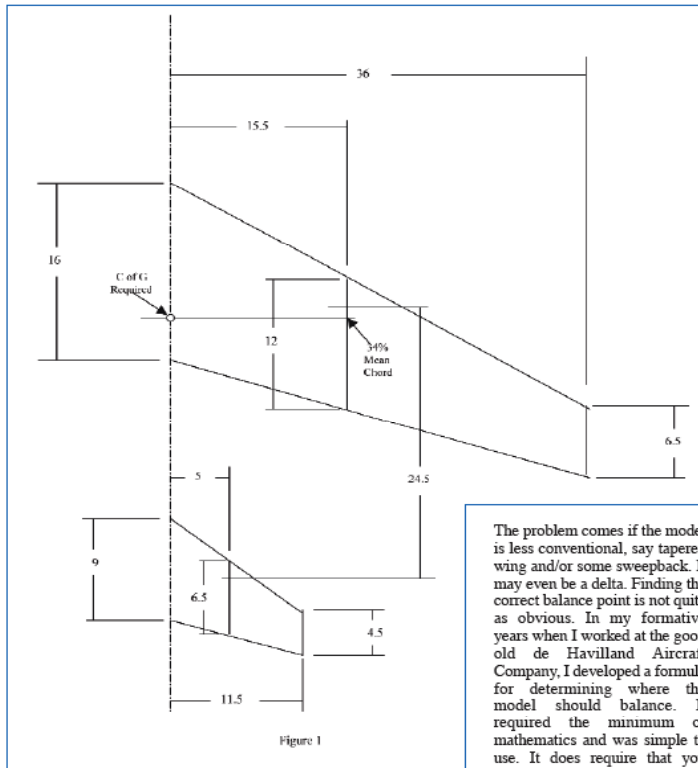 36
15.5
16
C of G
Required
12
34%
Mean
Chord
6.5
5
24.5
9
6.5
4.5
11.5
Figure 1
The problem comes if the mode
is less conventional, say tapere
wing and/or some sweepback. I
may even be a delta. Finding th
correct balance point is not quit
as obvious. In my formativ
years when I worked at the goo
old de Havilland Aircraf
Company, I developed a formul
for determining where th
model should balance. I
required the minimum o
mathematics and was simple t
use. It does require that you